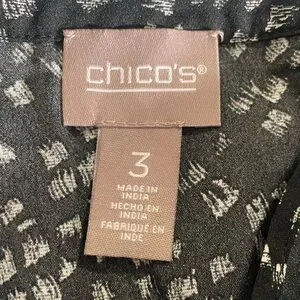 chico's®
3
MADE IN
INDIA
HECHO EN
INDIA
FABRIQUÉ EN
INDE